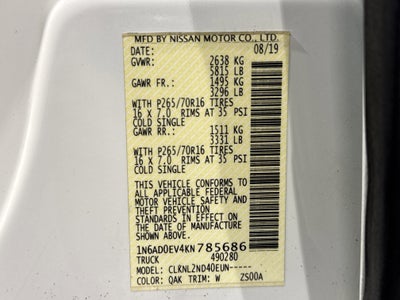 MFD BY NISSAN MOTOR CO., LTD.
DATE: 08/19
GVWR: 2638 KG
5815 LB
GAWR FR.: 1495 KG
3296 LB
WITH P265/70R16 TIRES
16 X 7.0 RIMS AT 35 PSI
COLD SINGLE
GAWR RR.: 1511 KG
3331 LB
WITH P265/70R16 TIRES
16 X 7.0 RIMS AT 35 PSI
COLD SINGLE
THIS VEHICLE CONFORMS TO
ALL APPLICABLE FEDERAL
MOTOR VEHICLE SAFETY AND
THEFT PREVENTION
STANDARDS IN EFFECT ON
THE DATE OF MANUFACTURE
SHOWN ABOVE.
1N6AD0EV4KN785686
TRUCK 490280
MODEL: CLRNL2ND40EUN-----
COLOR: QAK TRIM: W 2S00A